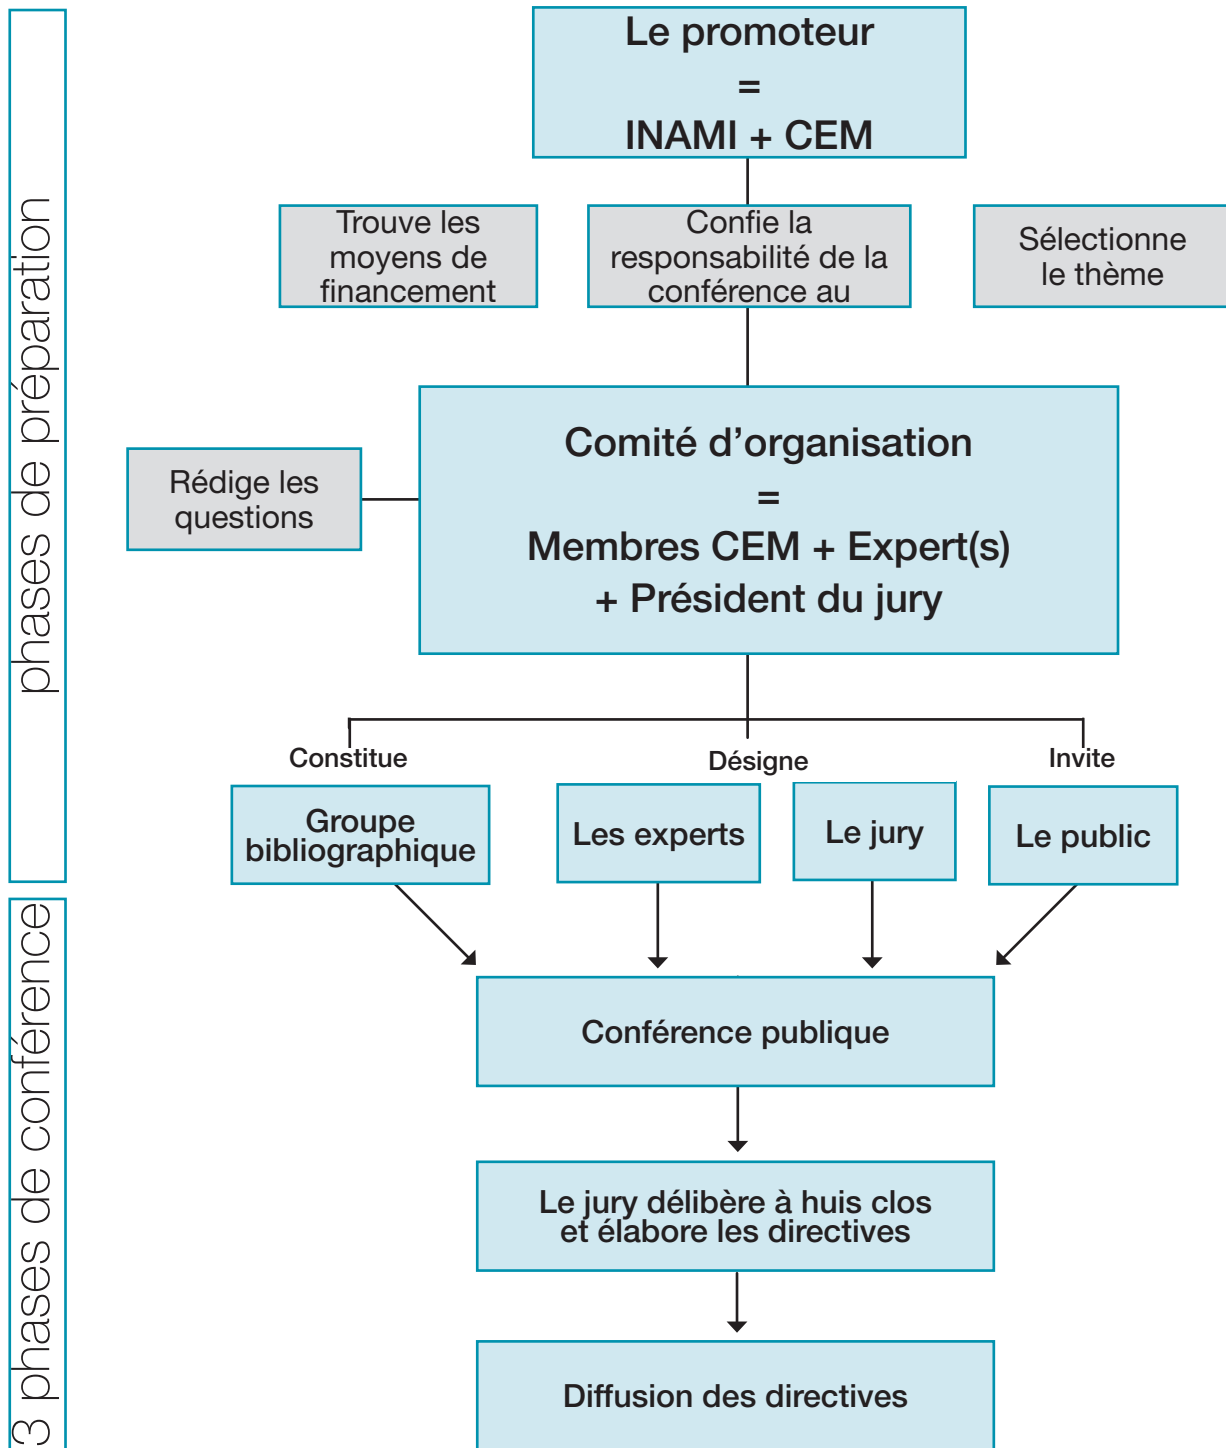 phases de préparation
Le promoteur
=
INAMI + CEM
Trouve les
moyens de
financement
Confie la
responsabilité de la
conférence au
Sélectionne
le thème
Rédige les
questions
Comité d’organisation
=
Membres CEM + Expert(s)
+ Président du jury
Constitue
Désigne
Invite
Groupe
bibliographique
Les experts
Le jury
Le public
3 phases de conférence
Conférence publique
Le jury délibère à huis clos
et élabore les directives
Diffusion des directives